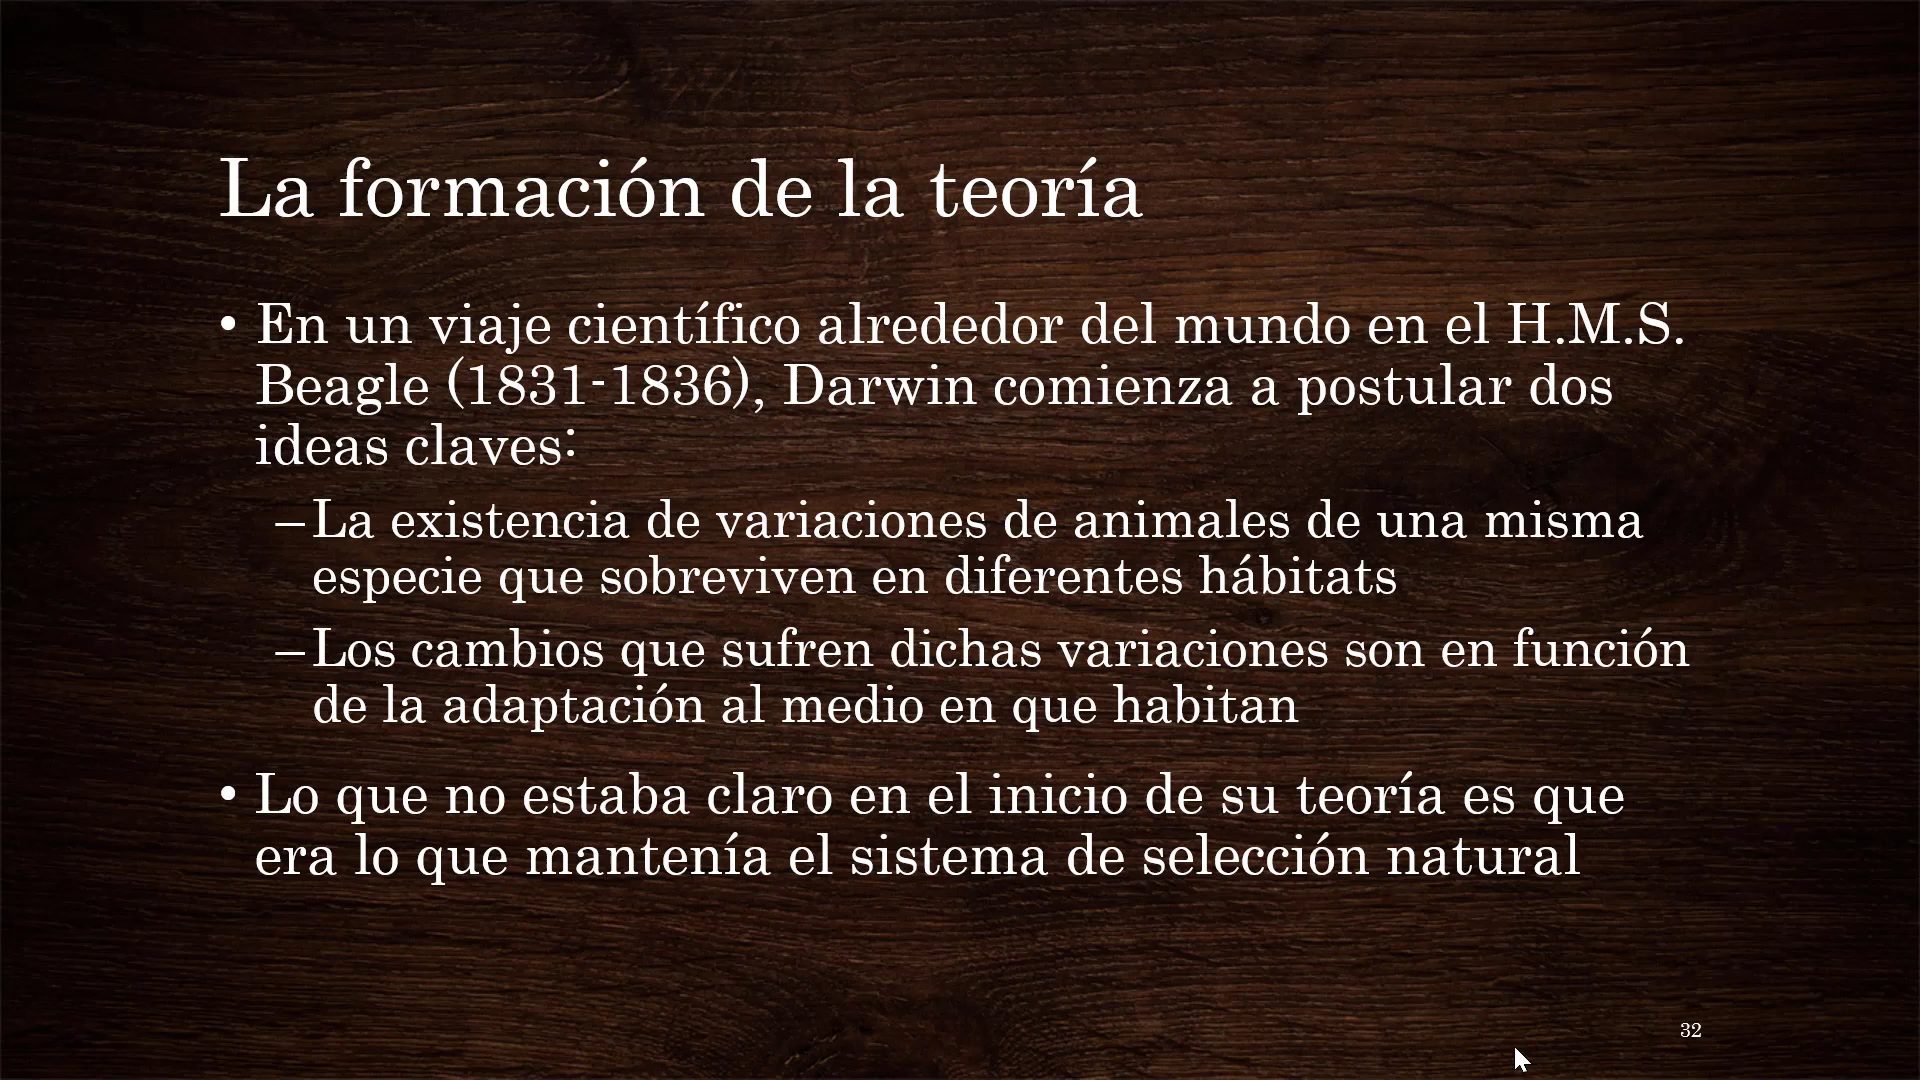 La formación de la teoría
• En un viaje científico alrededor del mundo en el H.M.S.
Beagle (1831-1836), Darwin comienza a postular dos
ideas claves:
– La existencia de variaciones de animales de una misma
especie que sobreviven en diferentes hábitats
– Los cambios que sufren dichas variaciones son en función
de la adaptación al medio en que habitan
• Lo que no estaba claro en el inicio de su teoría es que
era lo que mantenía el sistema de selección natural
32